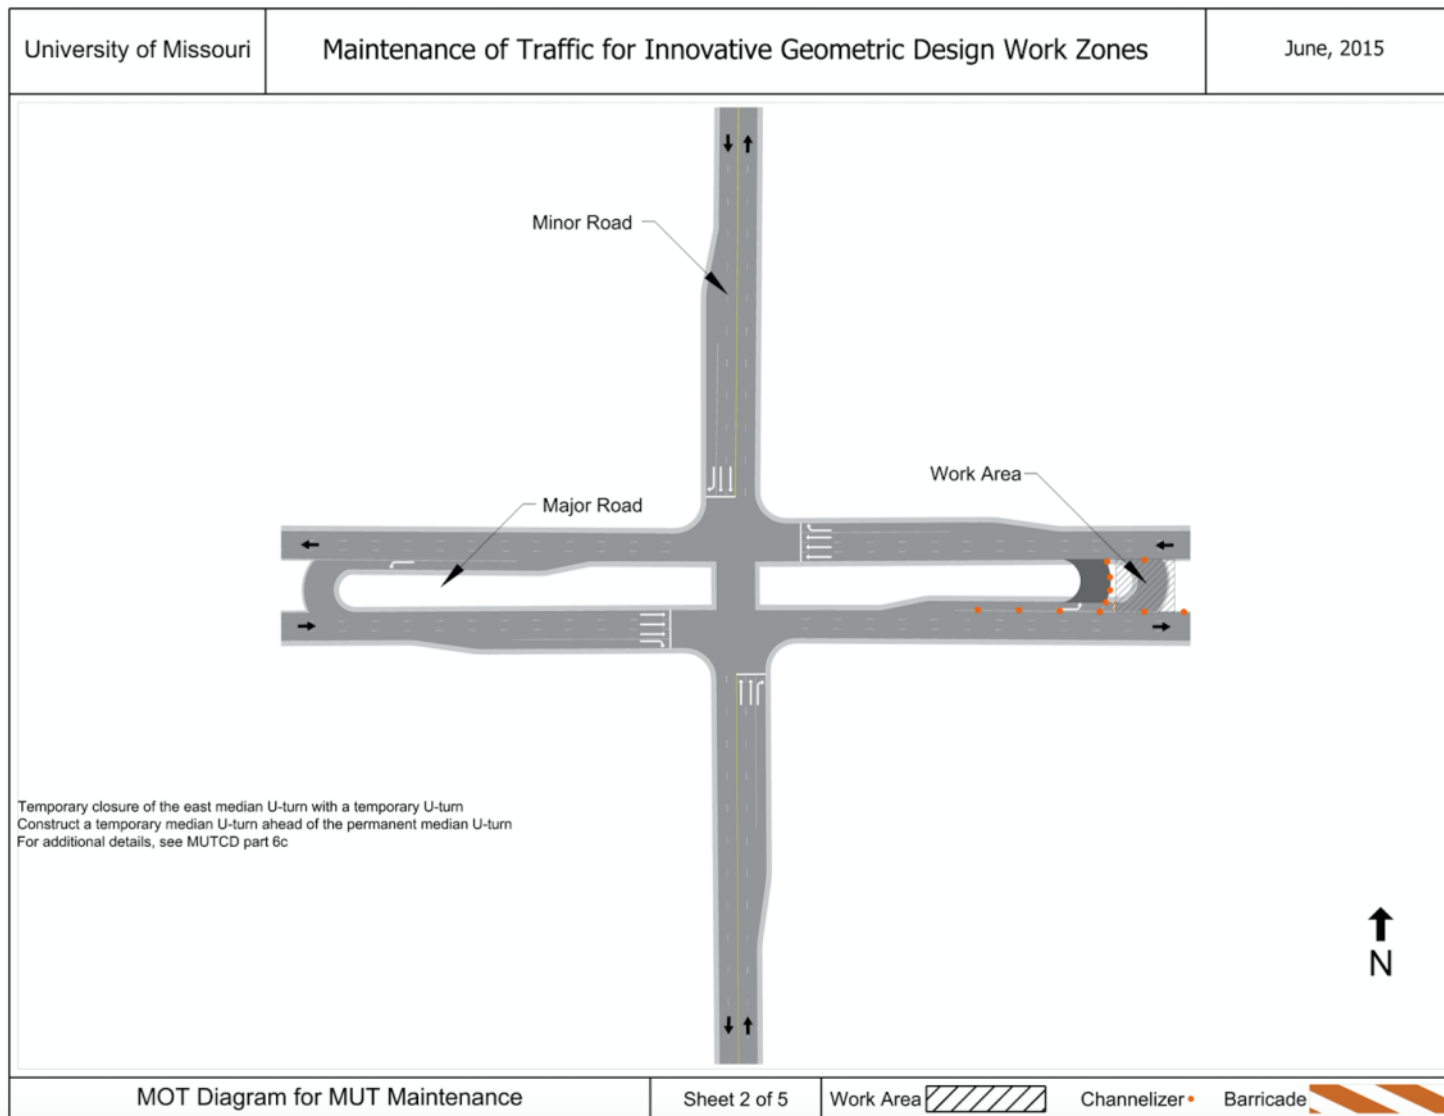 University of Missouri
Maintenance of Traffic for Innovative Geometric Design Work Zones
June, 2015
Minor Road
Work Area
Major Road
Temporary closure of the east median U-turn with a temporary U-turn
Construct a temporary median U-turn ahead of the permanent median U-turn
For additional details, see MUTCD part 6c
N
MOT Diagram for MUT Maintenance
Sheet 2 of 5
Work Area
Channelizer
Barricade